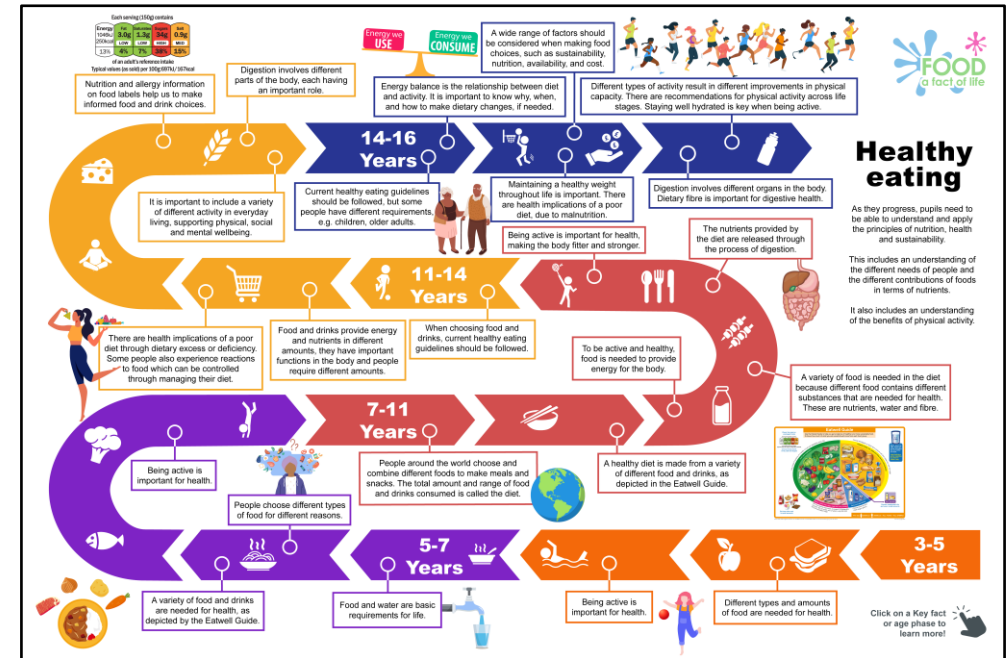 Each serving (150g) contains
Energy
1046kJ
250kcal
13%
Fat
3.0g
LOW
4%
Saturates
1.3g
LOW
7%
Sugars
34g
HIGH
38%
Salt
0.9g
MED
15%
of an adult's reference intake
Typical values (as sold) per 100g:697kJ / 167kcal
Nutrition and allergy information
on food labels help us to make
informed food and drink choices.
Digestion involves different
parts of the body, each having
an important role.
Energy we
USE
Energy we
CONSUME
Energy balance is the relationship between diet
and activity. It is important to know why, when,
and how to make dietary changes, if needed.
A wide range of factors should
be considered when making food
choices, such as sustainability,
nutrition, availability, and cost.
Different types of activity result in different improvements in physical
capacity. There are recommendations for physical activity across life
stages. Staying well hydrated is key when being active.
FOOD
a fact of life
14-16
Years
It is important to include a variety
of different activity in everyday
living, supporting physical, social
and mental wellbeing.
Current healthy eating guidelines
should be followed, but some
people have different requirements,
e.g. children, older adults.
Maintaining a healthy weight
throughout life is important. There
are health implications of a poor
diet, due to malnutrition.
Digestion involves different organs in the body.
Dietary fibre is important for digestive health.
Healthy
eating
As they progress, pupils need to
be able to understand and apply
the principles of nutrition, health
and sustainability.
This includes an understanding of
the different needs of people and
the different contributions of foods
in terms of nutrients.
It also includes an understanding
of the benefits of physical activity.
Being active is important for health,
making the body fitter and stronger.
The nutrients provided by
the diet are released through
the process of digestion.
11-14
Years
There are health implications of a poor
diet through dietary excess or deficiency.
Some people also experience reactions
to food which can be controlled
through managing their diet.
Food and drinks provide energy
and nutrients in different
amounts, they have important
functions in the body and people
require different amounts.
When choosing food and
drinks, current healthy eating
guidelines should be followed.
To be active and healthy,
food is needed to provide
energy for the body.
A variety of food is needed in the diet
because different food contains different
substances that are needed for health.
These are nutrients, water and fibre.
7-11
Years
Being active is
important for health.
People choose different types
of food for different reasons.
People around the world choose and
combine different foods to make meals and
snacks. The total amount and range of food
and drinks consumed is called the diet.
A healthy diet is made from a variety
of different food and drinks, as
depicted in the Eatwell Guide.
Eatwell Guide
5-7
Years
3-5
Years
A variety of food and drinks
are needed for health, as
depicted by the Eatwell Guide.
Food and water are basic
requirements for life.
Being active is
important for health.
Different types and amounts
of food are needed for health.
Click on a Key fact
or age phase to
learn more!